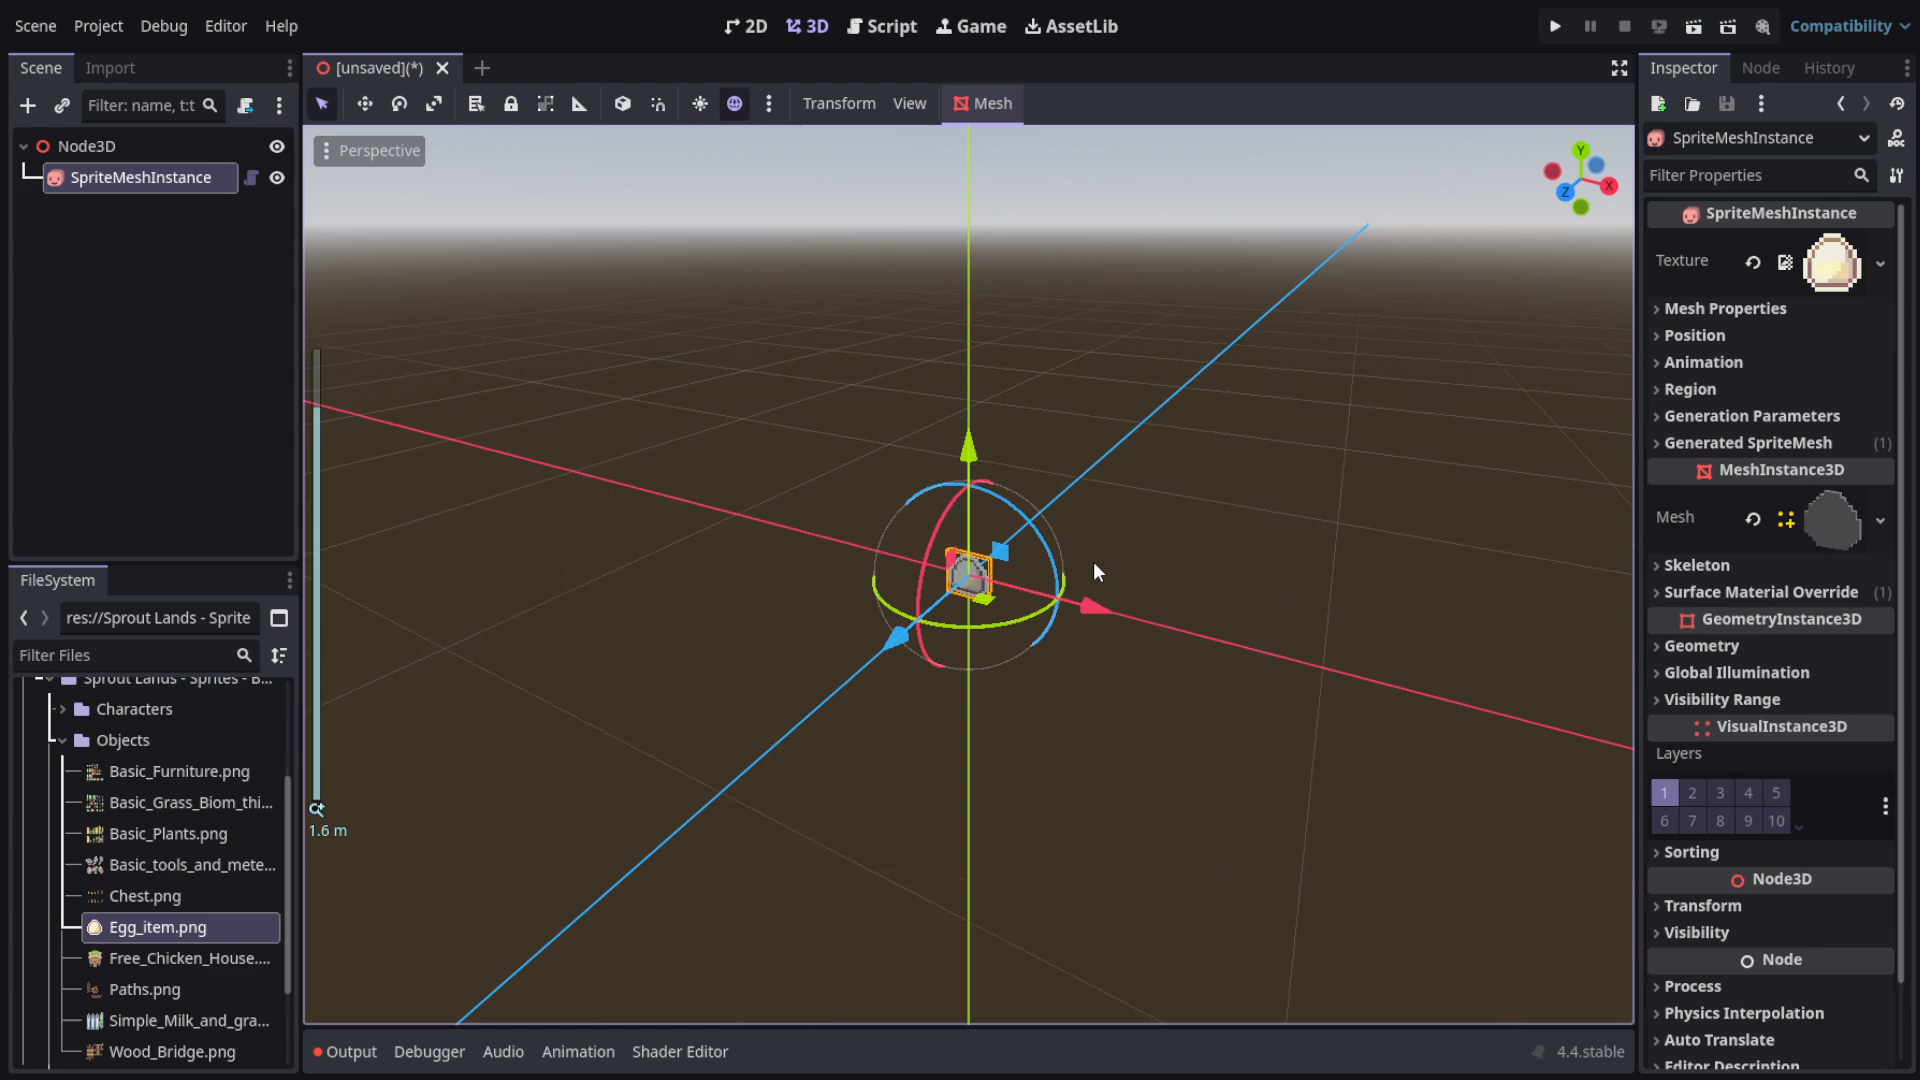 Scene Project Debug Editor Help
2D 3D Script Game AssetLib
Compatibility
Scene Import
Filter: name, t:t
Node3D
SpriteMeshInstance
FileSystem
res://Sprout Lands - Sprite
Filter Files
Sprout Lands - Sprites - B...
Characters
Objects
Basic_Furniture.png
Basic_Grass_Biom_thi...
Basic_Plants.png
Basic_tools_and_mete...
Chest.png
Egg_item.png
Free_Chicken_House....
Paths.png
Simple_Milk_and_gra...
Wood_Bridge.png
[unsaved](*)
Transform View Mesh
Perspective
Y
X
Z
1.6 m
Output Debugger Audio Animation Shader Editor
4.4.stable
Inspector Node History
SpriteMeshInstance
Filter Properties
SpriteMeshInstance
Texture
Mesh Properties
Position
Animation
Region
Generation Parameters
Generated SpriteMesh (1)
MeshInstance3D
Mesh
Skeleton
Surface Material Override (1)
GeometryInstance3D
Geometry
Global Illumination
Visibility Range
VisualInstance3D
Layers
1 2 3 4 5
6 7 8 9 10
Sorting
Node3D
Transform
Visibility
Node
Process
Physics Interpolation
Auto Translate
Editor Description